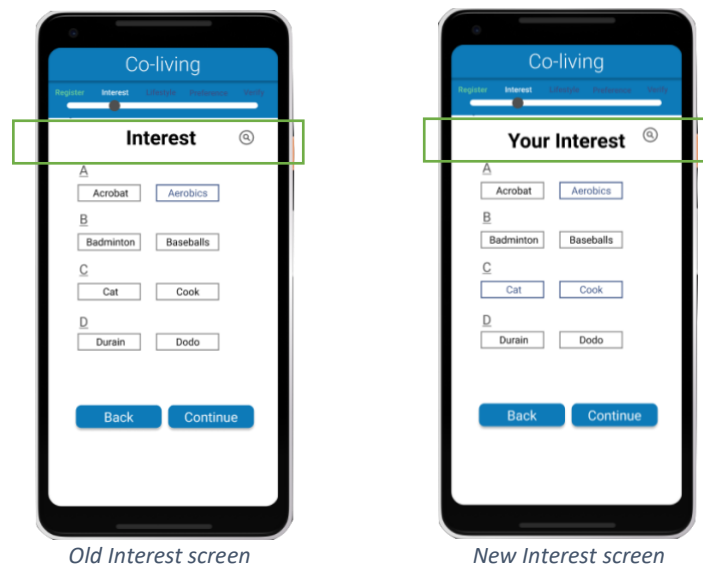 Co-living
Register Interest Lifestyle Preference Verify
Interest
A
Acrobat Aerobics
B
Badminton Baseballs
C
Cat Cook
D
Durain Dodo
Back Continue
Old Interest screen
Co-living
Register Interest Lifestyle Preference Verify
Your Interest
A
Acrobat Aerobics
B
Badminton Baseballs
C
Cat Cook
D
Durain Dodo
Back Continue
New Interest screen